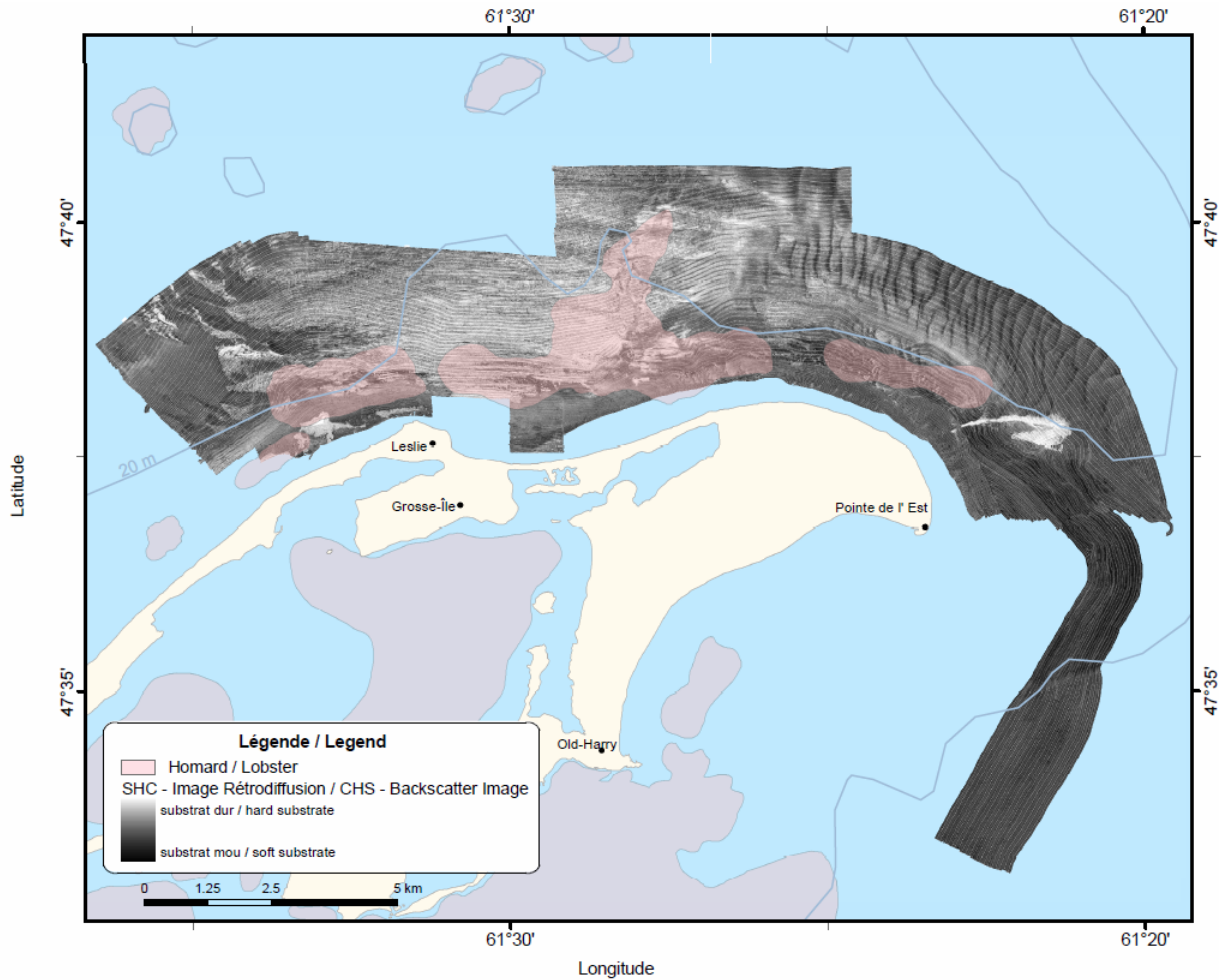 61°30'
61°20'
47°40'
47°40'
20 m
Leslie
Grosse-Île
Pointe de l' Est
Latitude
47°35'
47°35'
Old-Harry
Légende / Legend
Homard / Lobster
SHC - Image Rétrodiffusion / CHS - Backscatter Image
substrat dur / hard substrate
substrat mou / soft substrate
0 1.25 2.5 5 km
61°30'
61°20'
Longitude